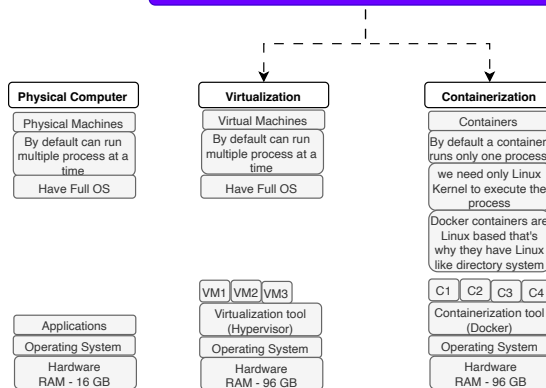 Physical Computer
Physical Machines
By default can run
multiple process at a
time
Have Full OS
Applications
Operating System
Hardware
RAM - 16 GB
Virtualization
Virtual Machines
By default can run
multiple process at a
time
Have Full OS
VM1 VM2 VM3
Virtualization tool
(Hypervisor)
Operating System
Hardware
RAM - 96 GB
Containerization
Containers
By default a container
runs only one process
we need only Linux
Kernel to execute the
process
Docker containers are
Linux based that's
why they have Linux
like directory system
C1 C2 C3 C4
Containerization tool
(Docker)
Operating System
Hardware
RAM - 96 GB